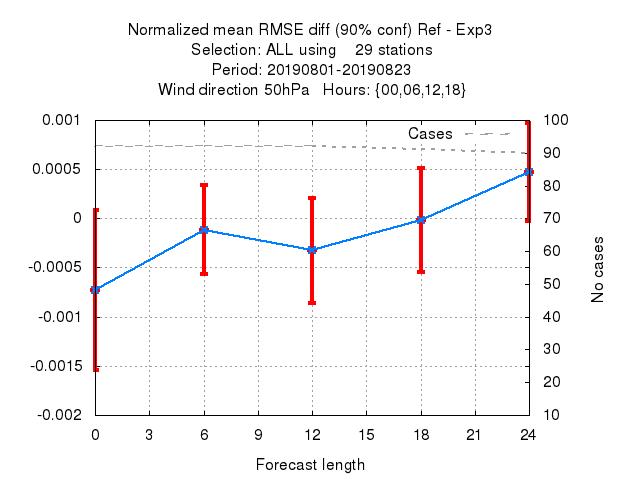 Normalized mean RMSE diff (90% conf) Ref - Exp3
Selection: ALL using    29 stations
Period: 20190801-20190823
Wind direction 50hPa   Hours: {00,06,12,18}
Cases
0.001
0.0005
0
-0.0005
-0.001
-0.0015
-0.002
100
90
80
70
60
50
40
30
20
10
No cases
0 3 6 9 12 15 18 21 24
Forecast length